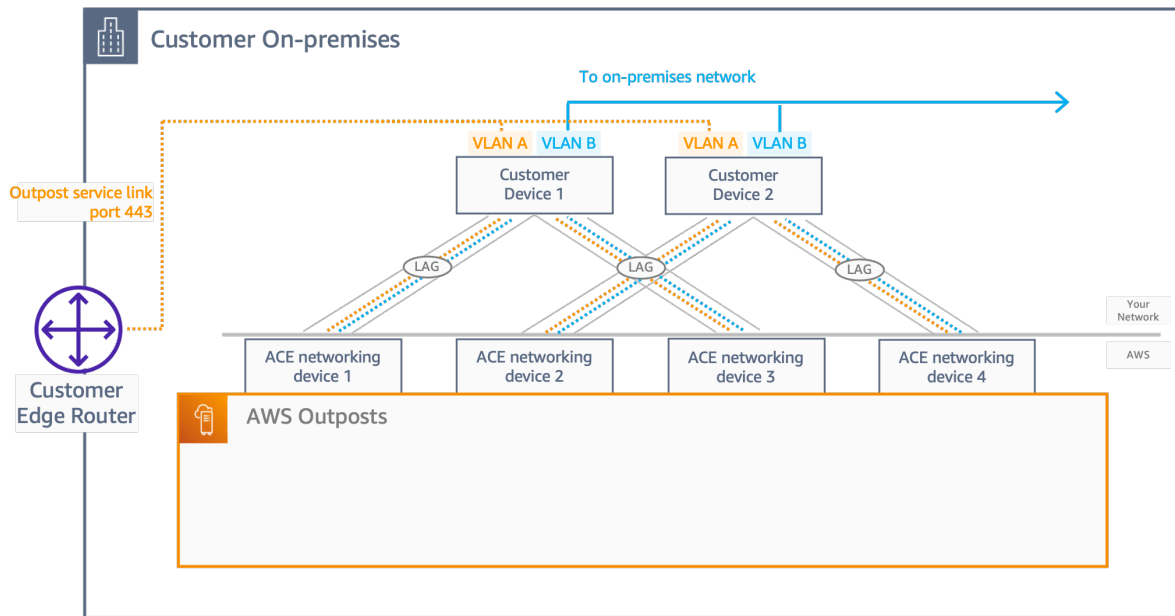 Customer On-premises
To on-premises network
VLAN A
VLAN B
VLAN A
VLAN B
Customer
Device 1
Customer
Device 2
Outpost service link
port 443
LAG
LAG
LAG
Your
Network
AWS
Customer
Edge Router
ACE networking
device 1
ACE networking
device 2
ACE networking
device 3
ACE networking
device 4
AWS Outposts